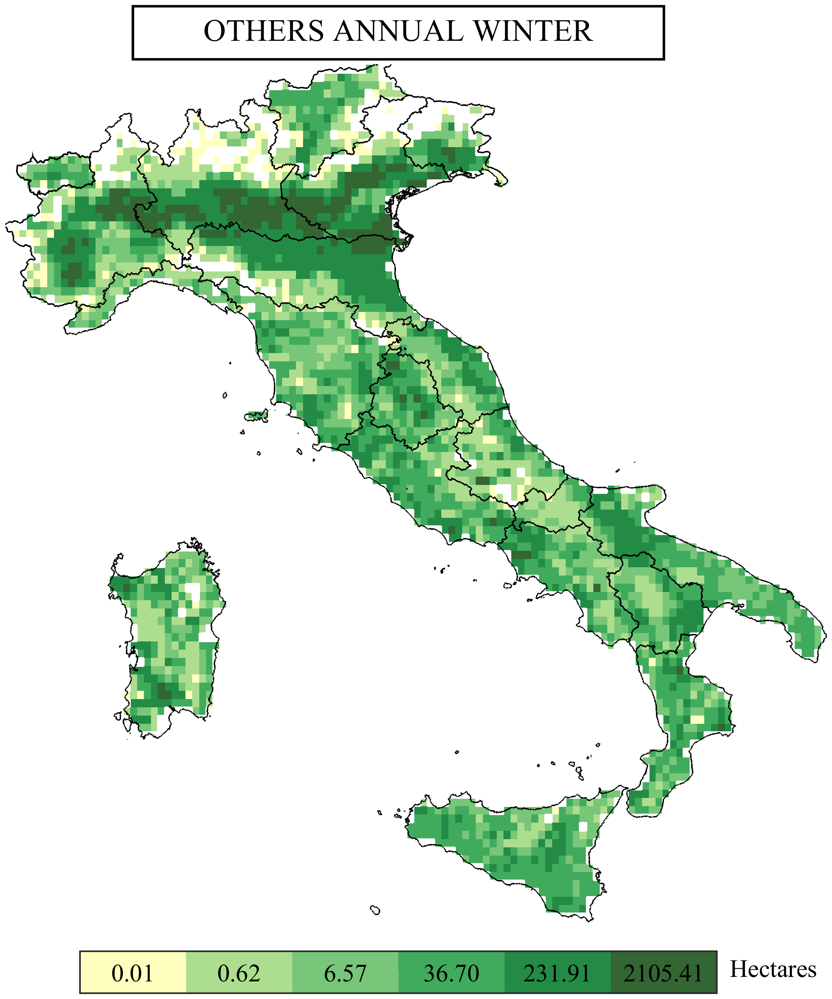 OTHERS ANNUAL WINTER
0.01 0.62 6.57 36.70 231.91 2105.41 Hectares